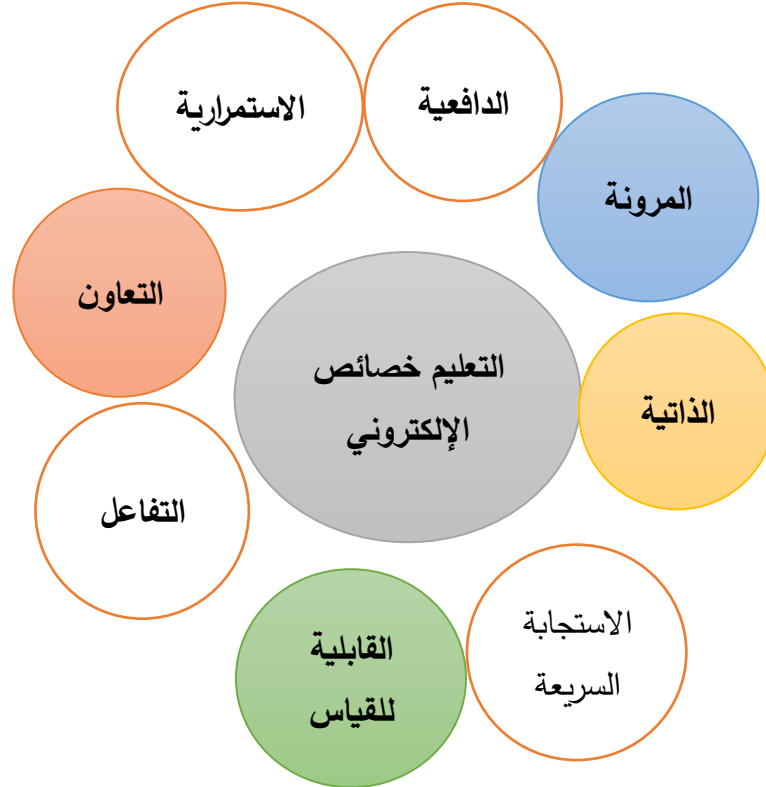 الدافعية
الاستمرارية
المرونة
التعاون
التعليم خصائص
الإلكتروني
الذاتية
التفاعل
الاستجابة
السريعة
القابلية
للقياس